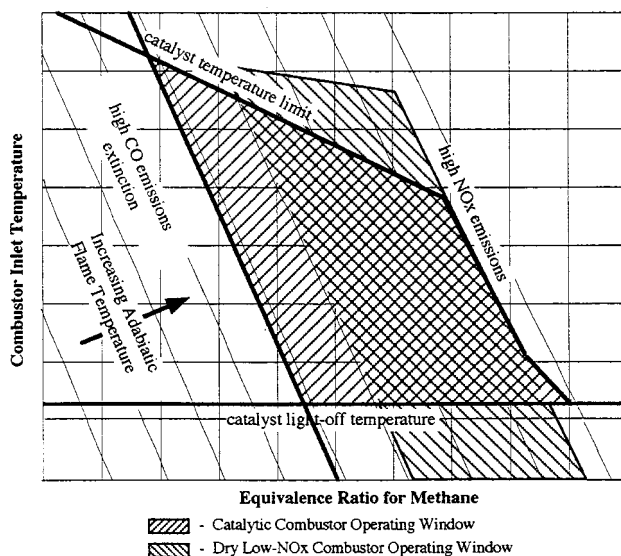 catalyst temperature limit
high CO emissions
extinction
high NOx emissions
Increasing Adabiatic
Flame Temperature
Combustor Inlet Temperature
catalyst light-off temperature
Equivalence Ratio for Methane
- Catalytic Combustor Operating Window
- Dry Low-NOx Combustor Operating Window